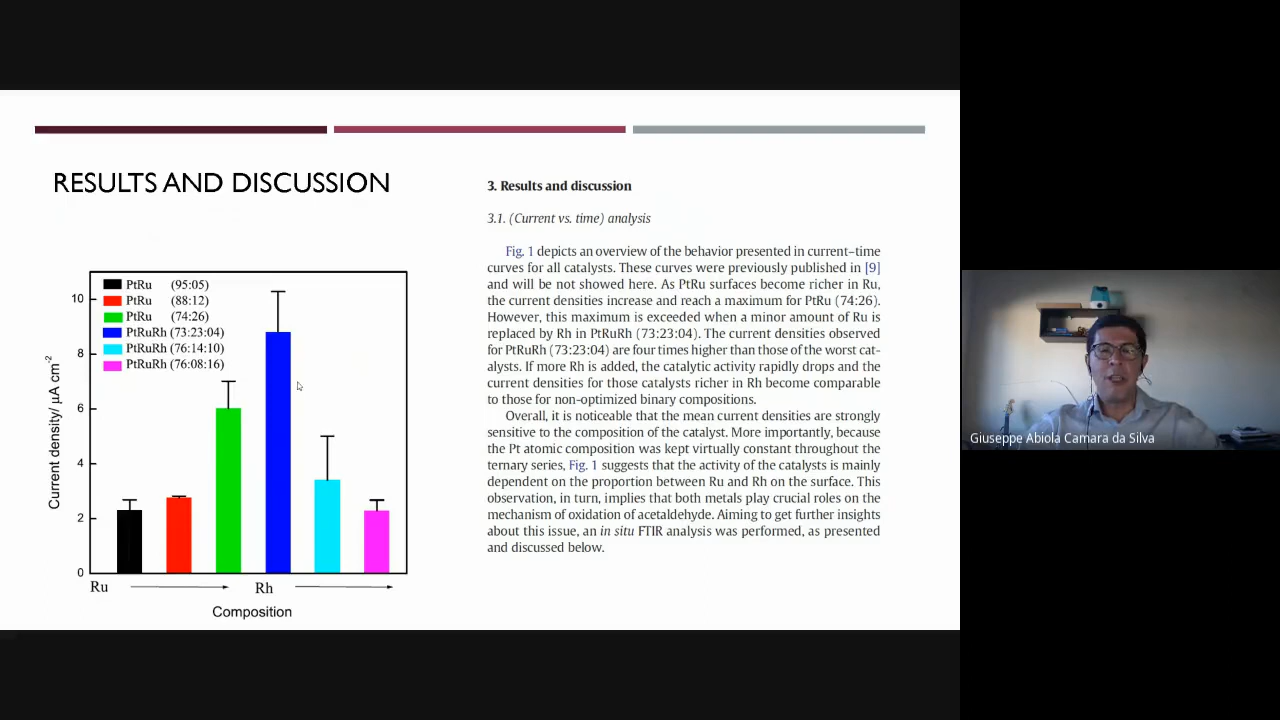 RESULTS AND DISCUSSION
PtRu (95:05)
PtRu (88:12)
PtRu (74:26)
PtRuRh (73:23:04)
PtRuRh (76:14:10)
PtRuRh (76:08:16)
10
8
6
4
2
0
Current density/ µA cm⁻²
Ru
Rh
Composition
3. Results and discussion
3.1. (Current vs. time) analysis
Fig. 1 depicts an overview of the behavior presented in current–time
curves for all catalysts. These curves were previously published in [9]
and will be not showed here. As PtRu surfaces become richer in Ru,
the current densities increase and reach a maximum for PtRu (74:26).
However, this maximum is exceeded when a minor amount of Ru is
replaced by Rh in PtRuRh (73:23:04). The current densities observed
for PtRuRh (73:23:04) are four times higher than those of the worst cat-
alysts. If more Rh is added, the catalytic activity rapidly drops and the
current densities for those catalysts richer in Rh become comparable
to those for non-optimized binary compositions.
Overall, it is noticeable that the mean current densities are strongly
sensitive to the composition of the catalyst. More importantly, because
the Pt atomic composition was kept virtually constant throughout the
ternary series, Fig. 1 suggests that the activity of the catalysts is mainly
dependent on the proportion between Ru and Rh on the surface. This
observation, in turn, implies that both metals play crucial roles on the
mechanism of oxidation of acetaldehyde. Aiming to get further insights
about this issue, an in situ FTIR analysis was performed, as presented
and discussed below.
Giuseppe Abiola Camara da Silva